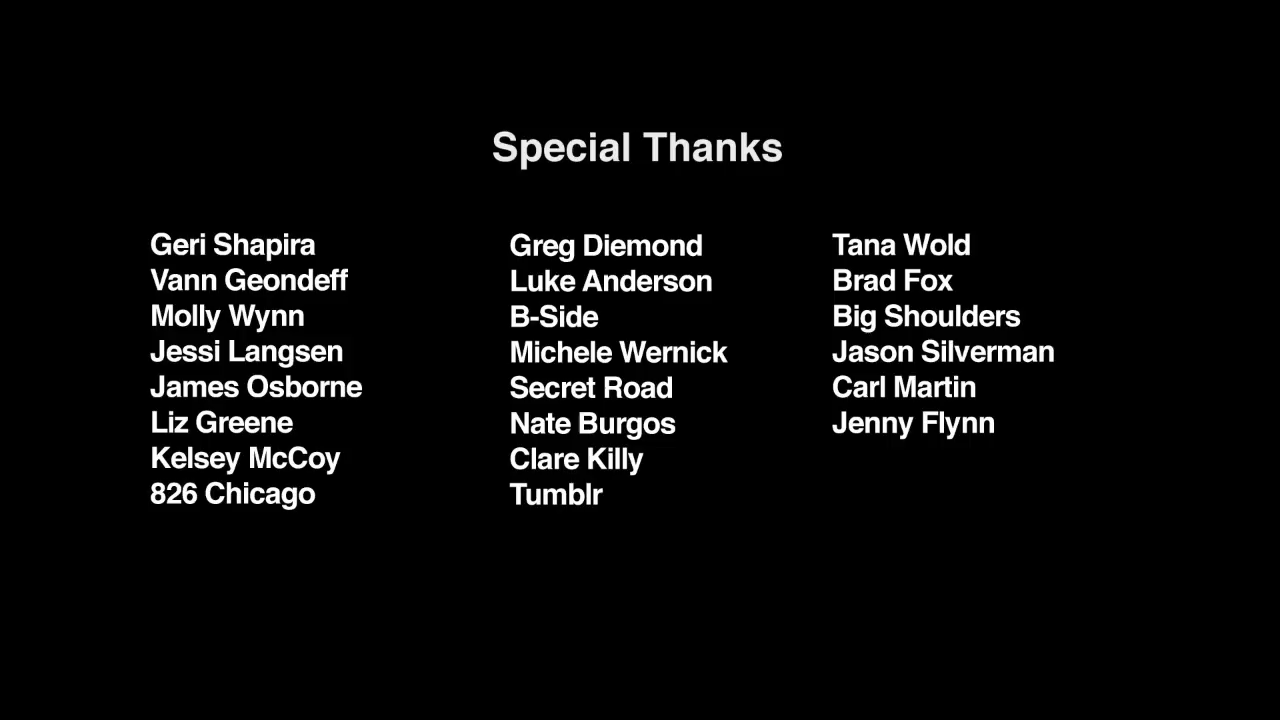 Special Thanks
Geri Shapira
Vann Geondeff
Molly Wynn
Jessi Langsen
James Osborne
Liz Greene
Kelsey McCoy
826 Chicago
Greg Diemond
Luke Anderson
B-Side
Michele Wernick
Secret Road
Nate Burgos
Clare Killy
Tumblr
Tana Wold
Brad Fox
Big Shoulders
Jason Silverman
Carl Martin
Jenny Flynn